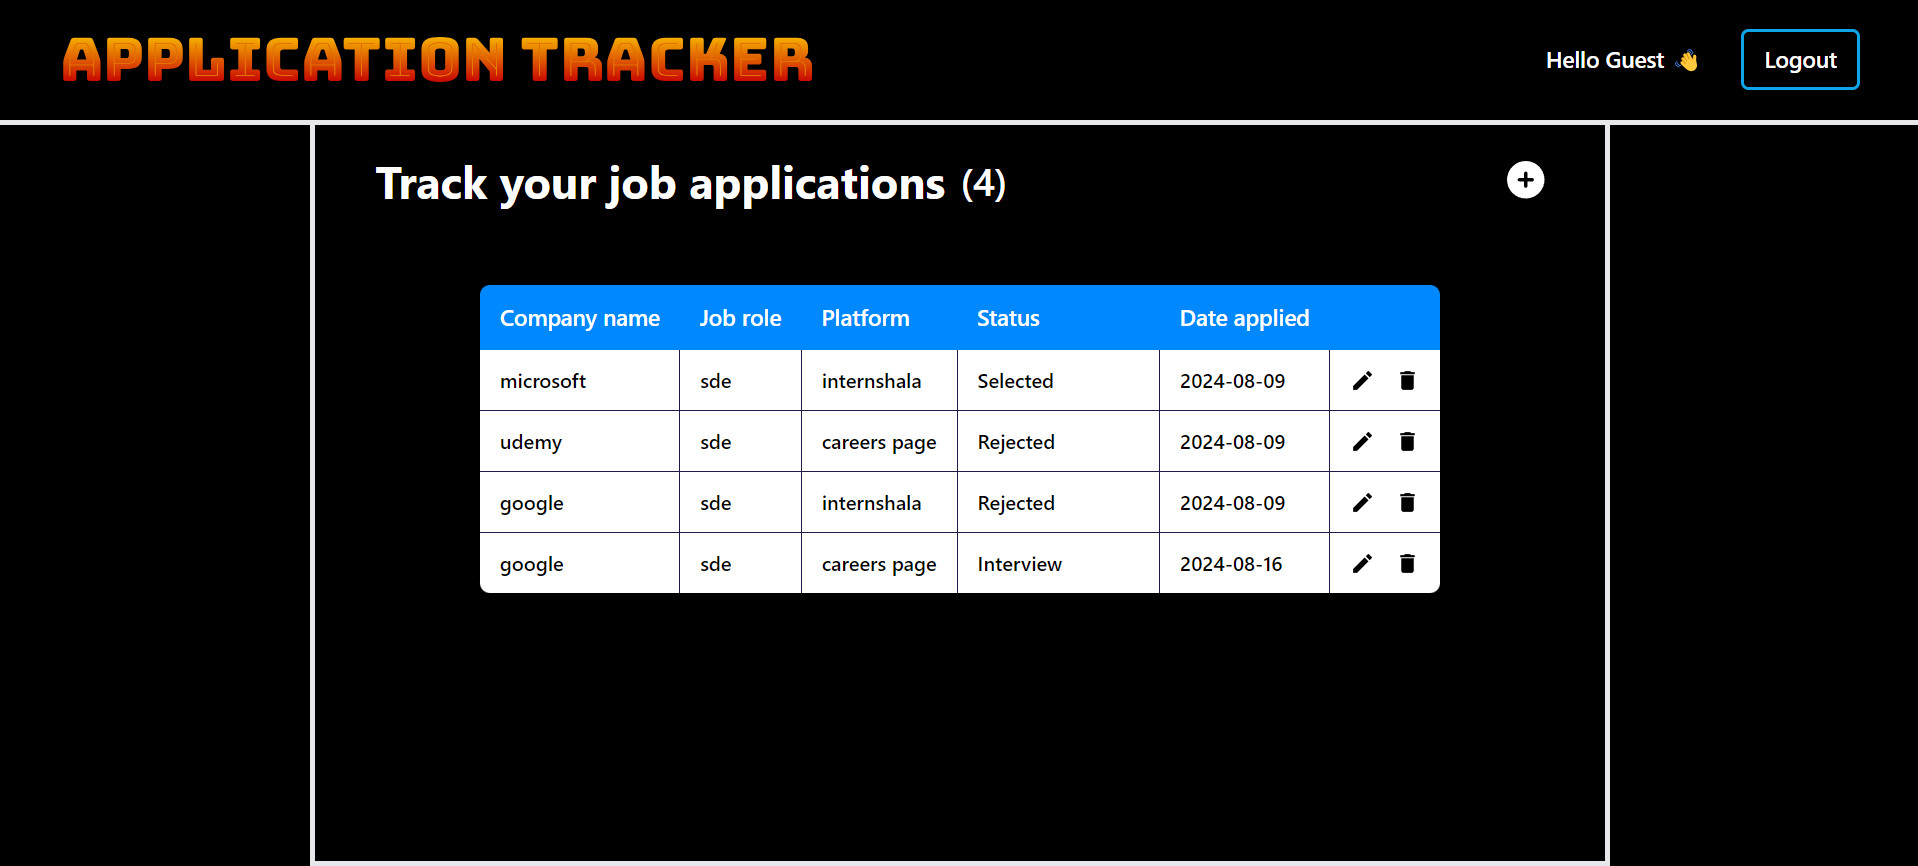 APPLICATION TRACKER
Hello Guest 👋
Logout
Track your job applications (4)
Company name Job role Platform Status Date applied
microsoft sde internshala Selected 2024-08-09
udemy sde careers page Rejected 2024-08-09
google sde internshala Rejected 2024-08-09
google sde careers page Interview 2024-08-16